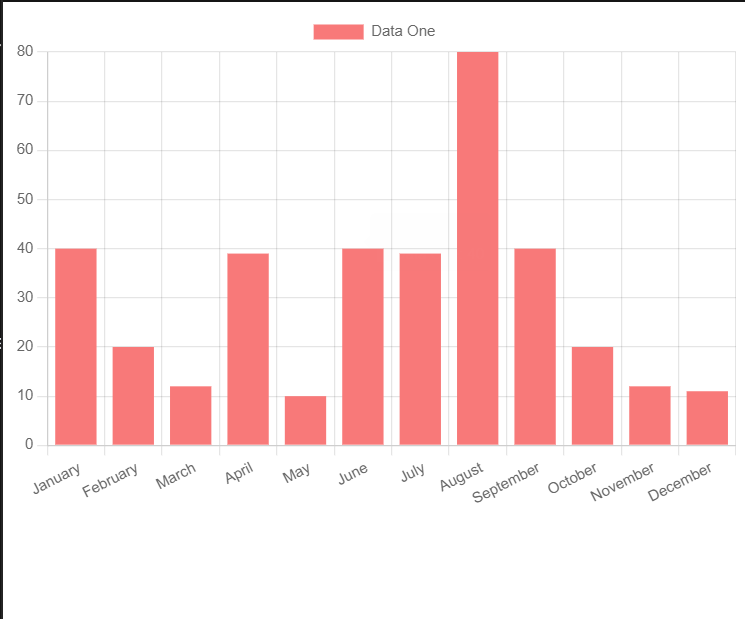 Data One
80
70
60
50
40
30
20
10
0
January
February
March
April
May
June
July
August
September
October
November
December